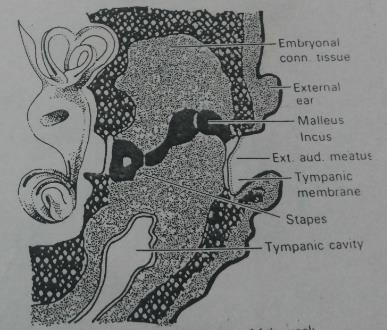 Embryonal
conn. tissue
External
ear
Malleus
Incus
Ext. aud. meatus
Tympanic
membrane
Stapes
Tympanic cavity